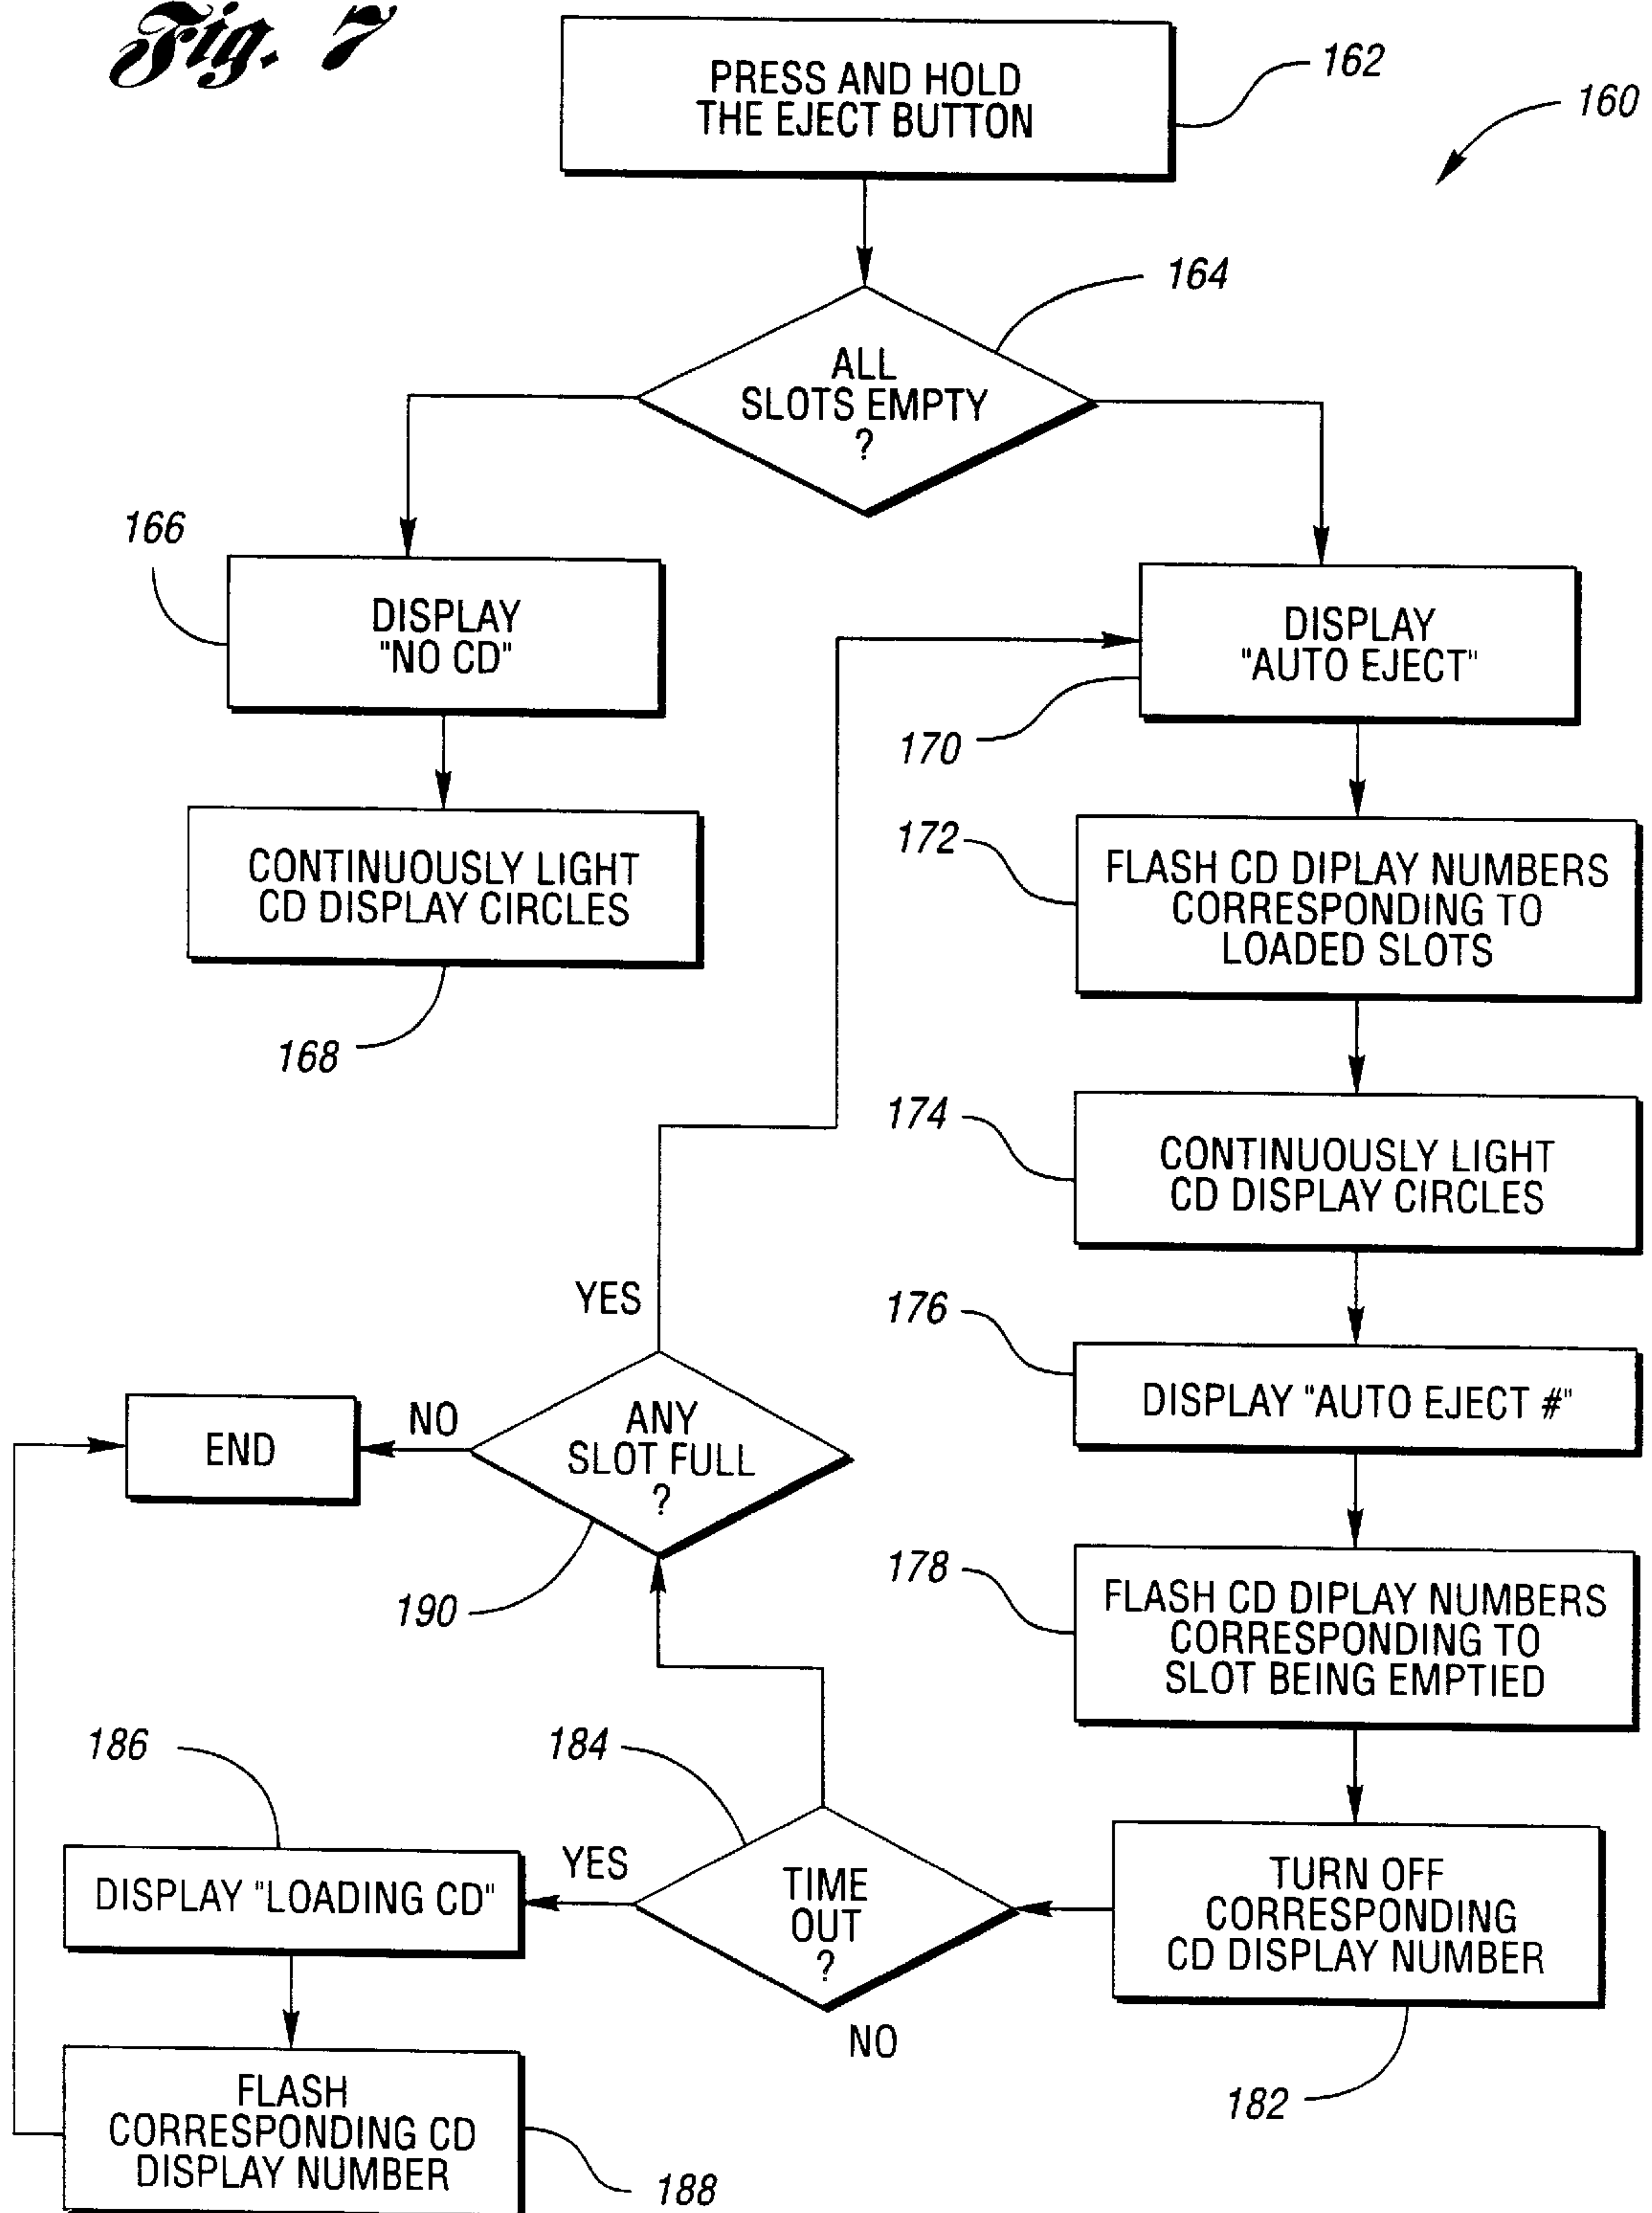 Fig. 7
PRESS AND HOLD
THE EJECT BUTTON
162
160
164
ALL
SLOTS EMPTY
?
166
DISPLAY
"NO CD"
DISPLAY
"AUTO EJECT"
170
172
FLASH CD DIPLAY NUMBERS
CORRESPONDING TO
LOADED SLOTS
CONTINUOUSLY LIGHT
CD DISPLAY CIRCLES
168
174
CONTINUOUSLY LIGHT
CD DISPLAY CIRCLES
YES
176
DISPLAY "AUTO EJECT #"
END
NO
ANY
SLOT FULL
?
190
178
FLASH CD DIPLAY NUMBERS
CORRESPONDING TO
SLOT BEING EMPTIED
186
184
DISPLAY "LOADING CD"
YES
TIME
OUT
?
NO
TURN OFF
CORRESPONDING
CD DISPLAY NUMBER
182
FLASH
CORRESPONDING CD
DISPLAY NUMBER
188